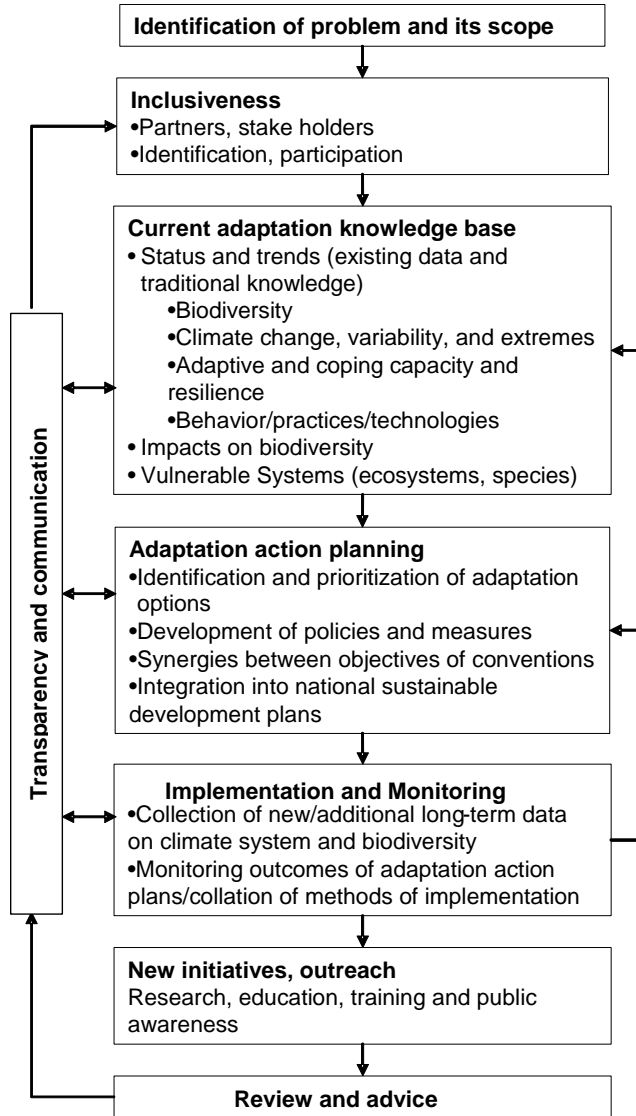 Identification of problem and its scope
Inclusiveness
•Partners, stake holders
•Identification, participation
Current adaptation knowledge base
• Status and trends (existing data and
traditional knowledge)
•Biodiversity
•Climate change, variability, and extremes
•Adaptive and coping capacity and
resilience
•Behavior/practices/technologies
• Impacts on biodiversity
• Vulnerable Systems (ecosystems, species)
Transparency and communication
Adaptation action planning
•Identification and prioritization of adaptation
options
•Development of policies and measures
•Synergies between objectives of conventions
•Integration into national sustainable
development plans
Implementation and Monitoring
•Collection of new/additional long-term data
on climate system and biodiversity
•Monitoring outcomes of adaptation action
plans/collation of methods of implementation
New initiatives, outreach
Research, education, training and public
awareness
Review and advice